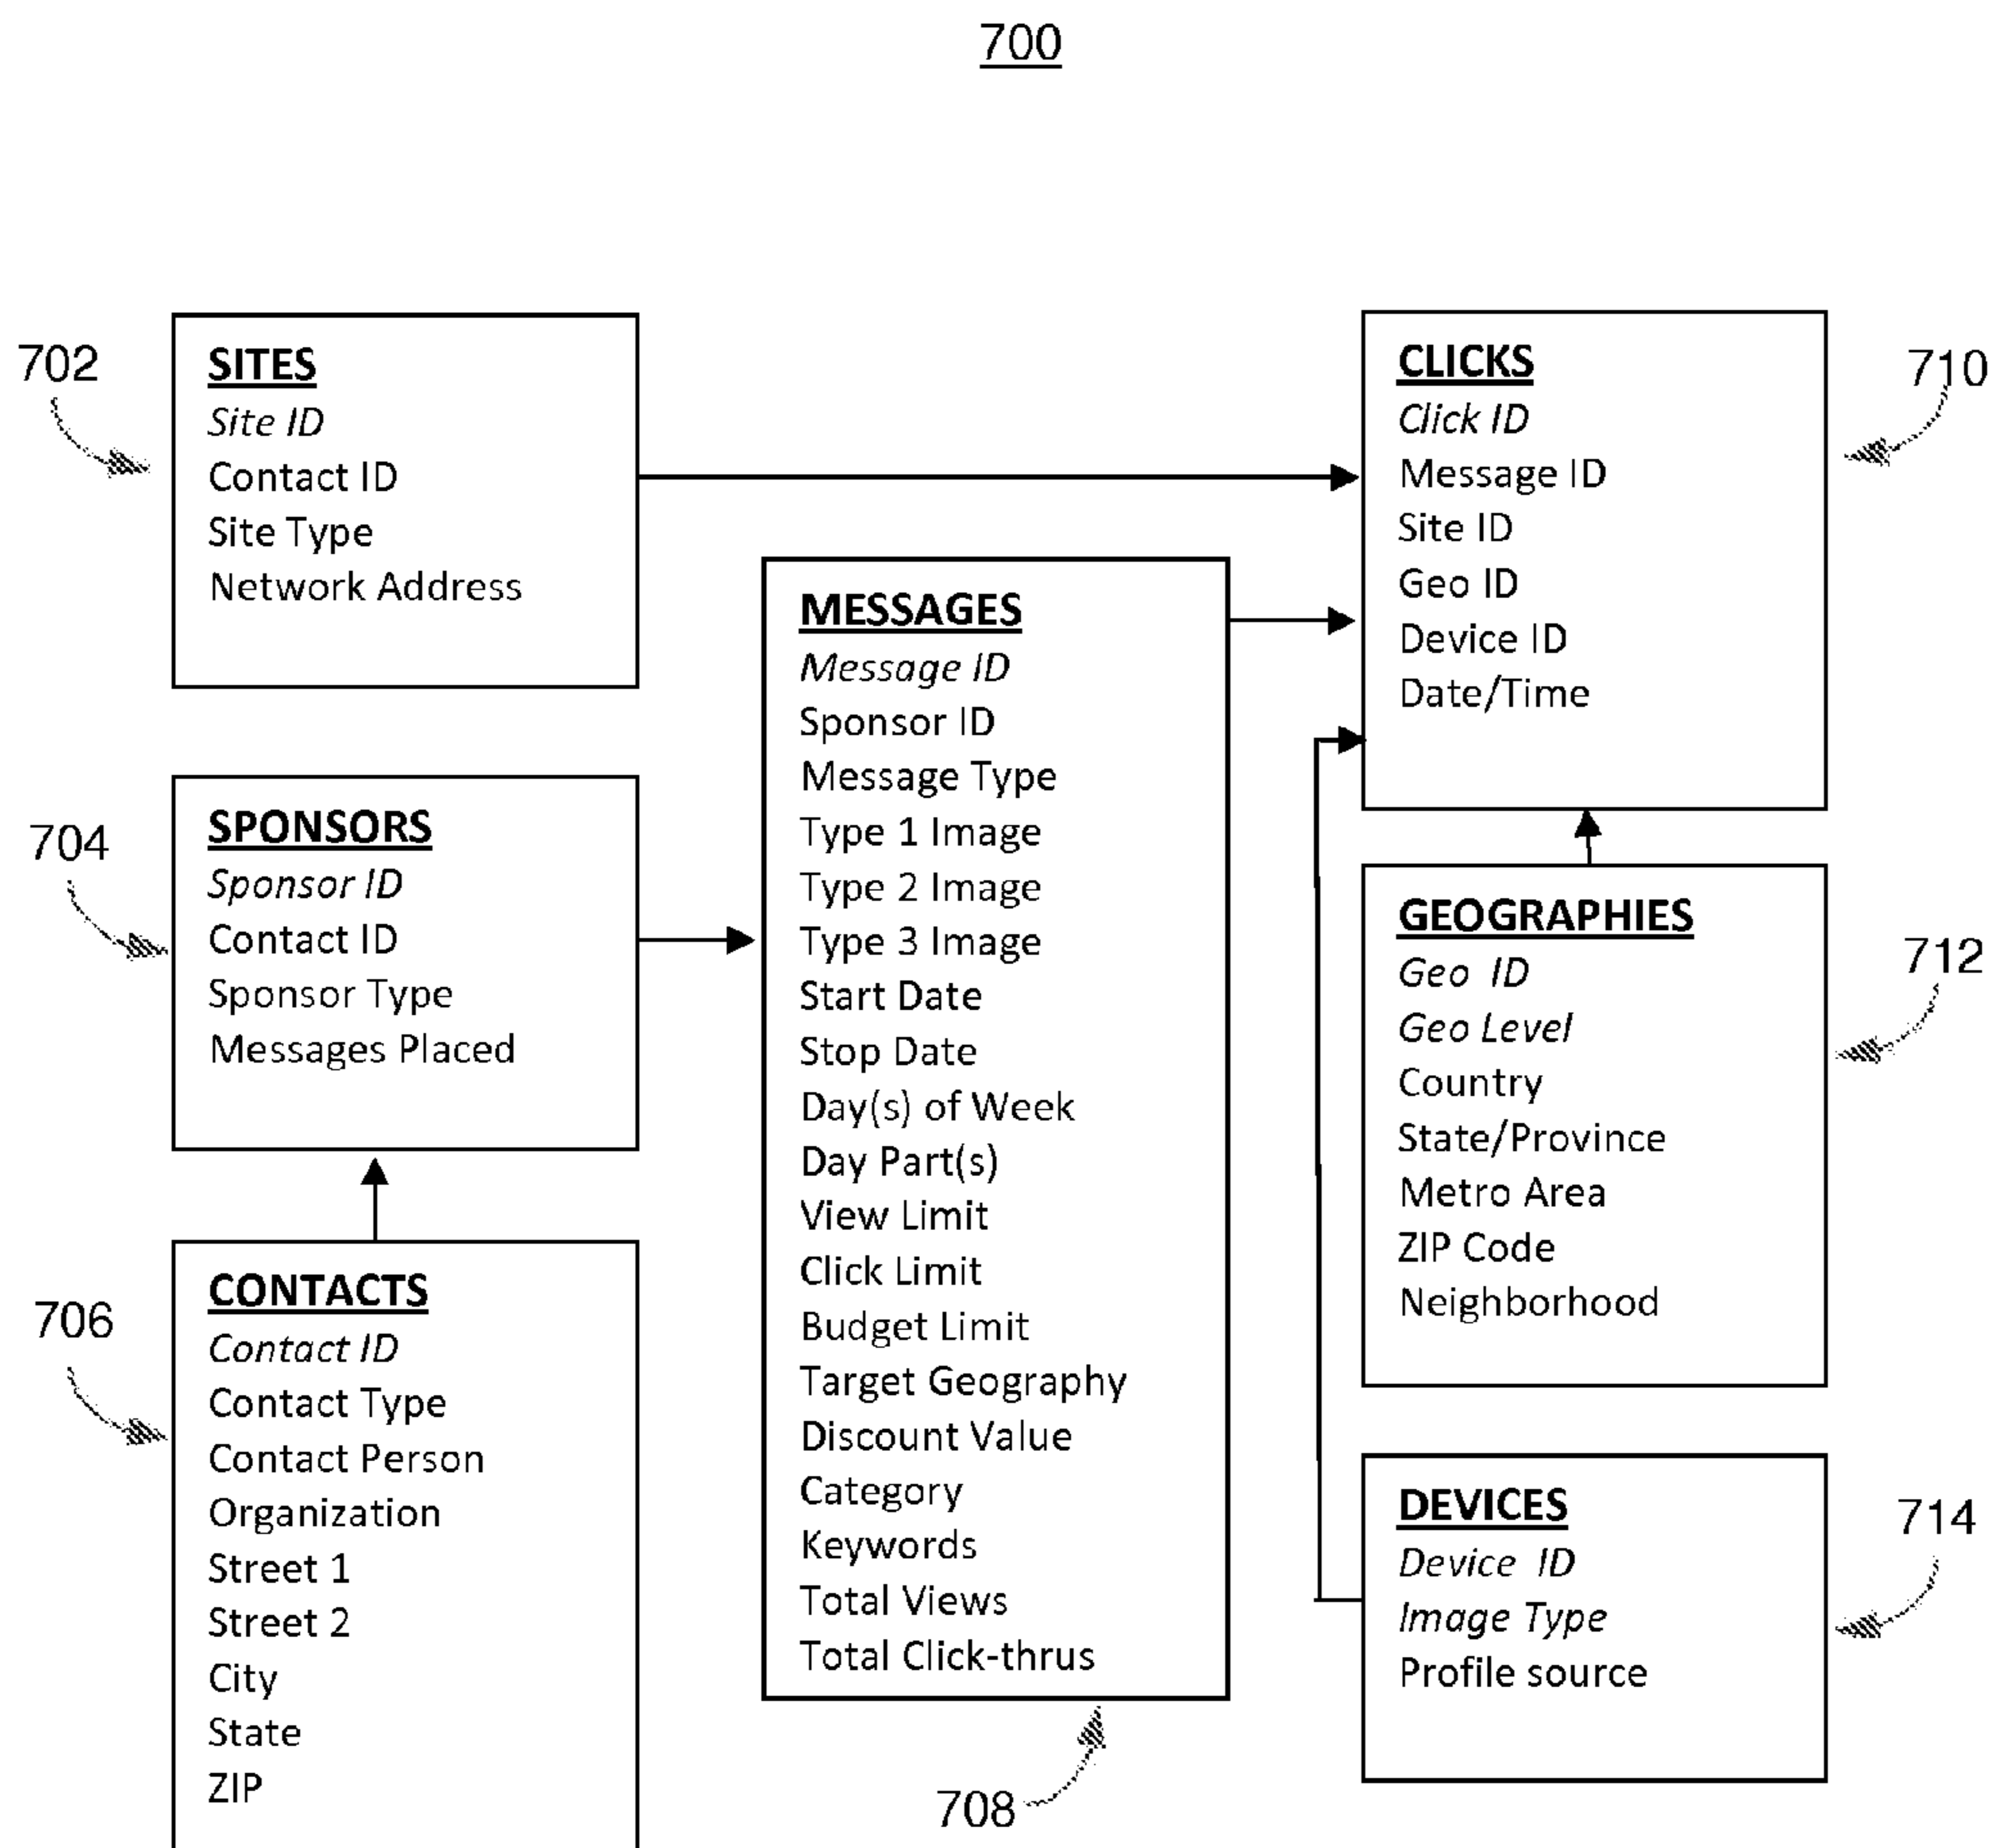 700
702
SITES
Site ID
Contact ID
Site Type
Network Address
704
SPONSORS
Sponsor ID
Contact ID
Sponsor Type
Messages Placed
706
CONTACTS
Contact ID
Contact Type
Contact Person
Organization
Street 1
Street 2
City
State
ZIP
MESSAGES
Message ID
Sponsor ID
Message Type
Type 1 Image
Type 2 Image
Type 3 Image
Start Date
Stop Date
Day(s) of Week
Day Part(s)
View Limit
Click Limit
Budget Limit
Target Geography
Discount Value
Category
Keywords
Total Views
Total Click-thrus
708
CLICKS
Click ID
Message ID
Site ID
Geo ID
Device ID
Date/Time
710
GEOGRAPHIES
Geo ID
Geo Level
Country
State/Province
Metro Area
ZIP Code
Neighborhood
712
DEVICES
Device ID
Image Type
Profile source
714